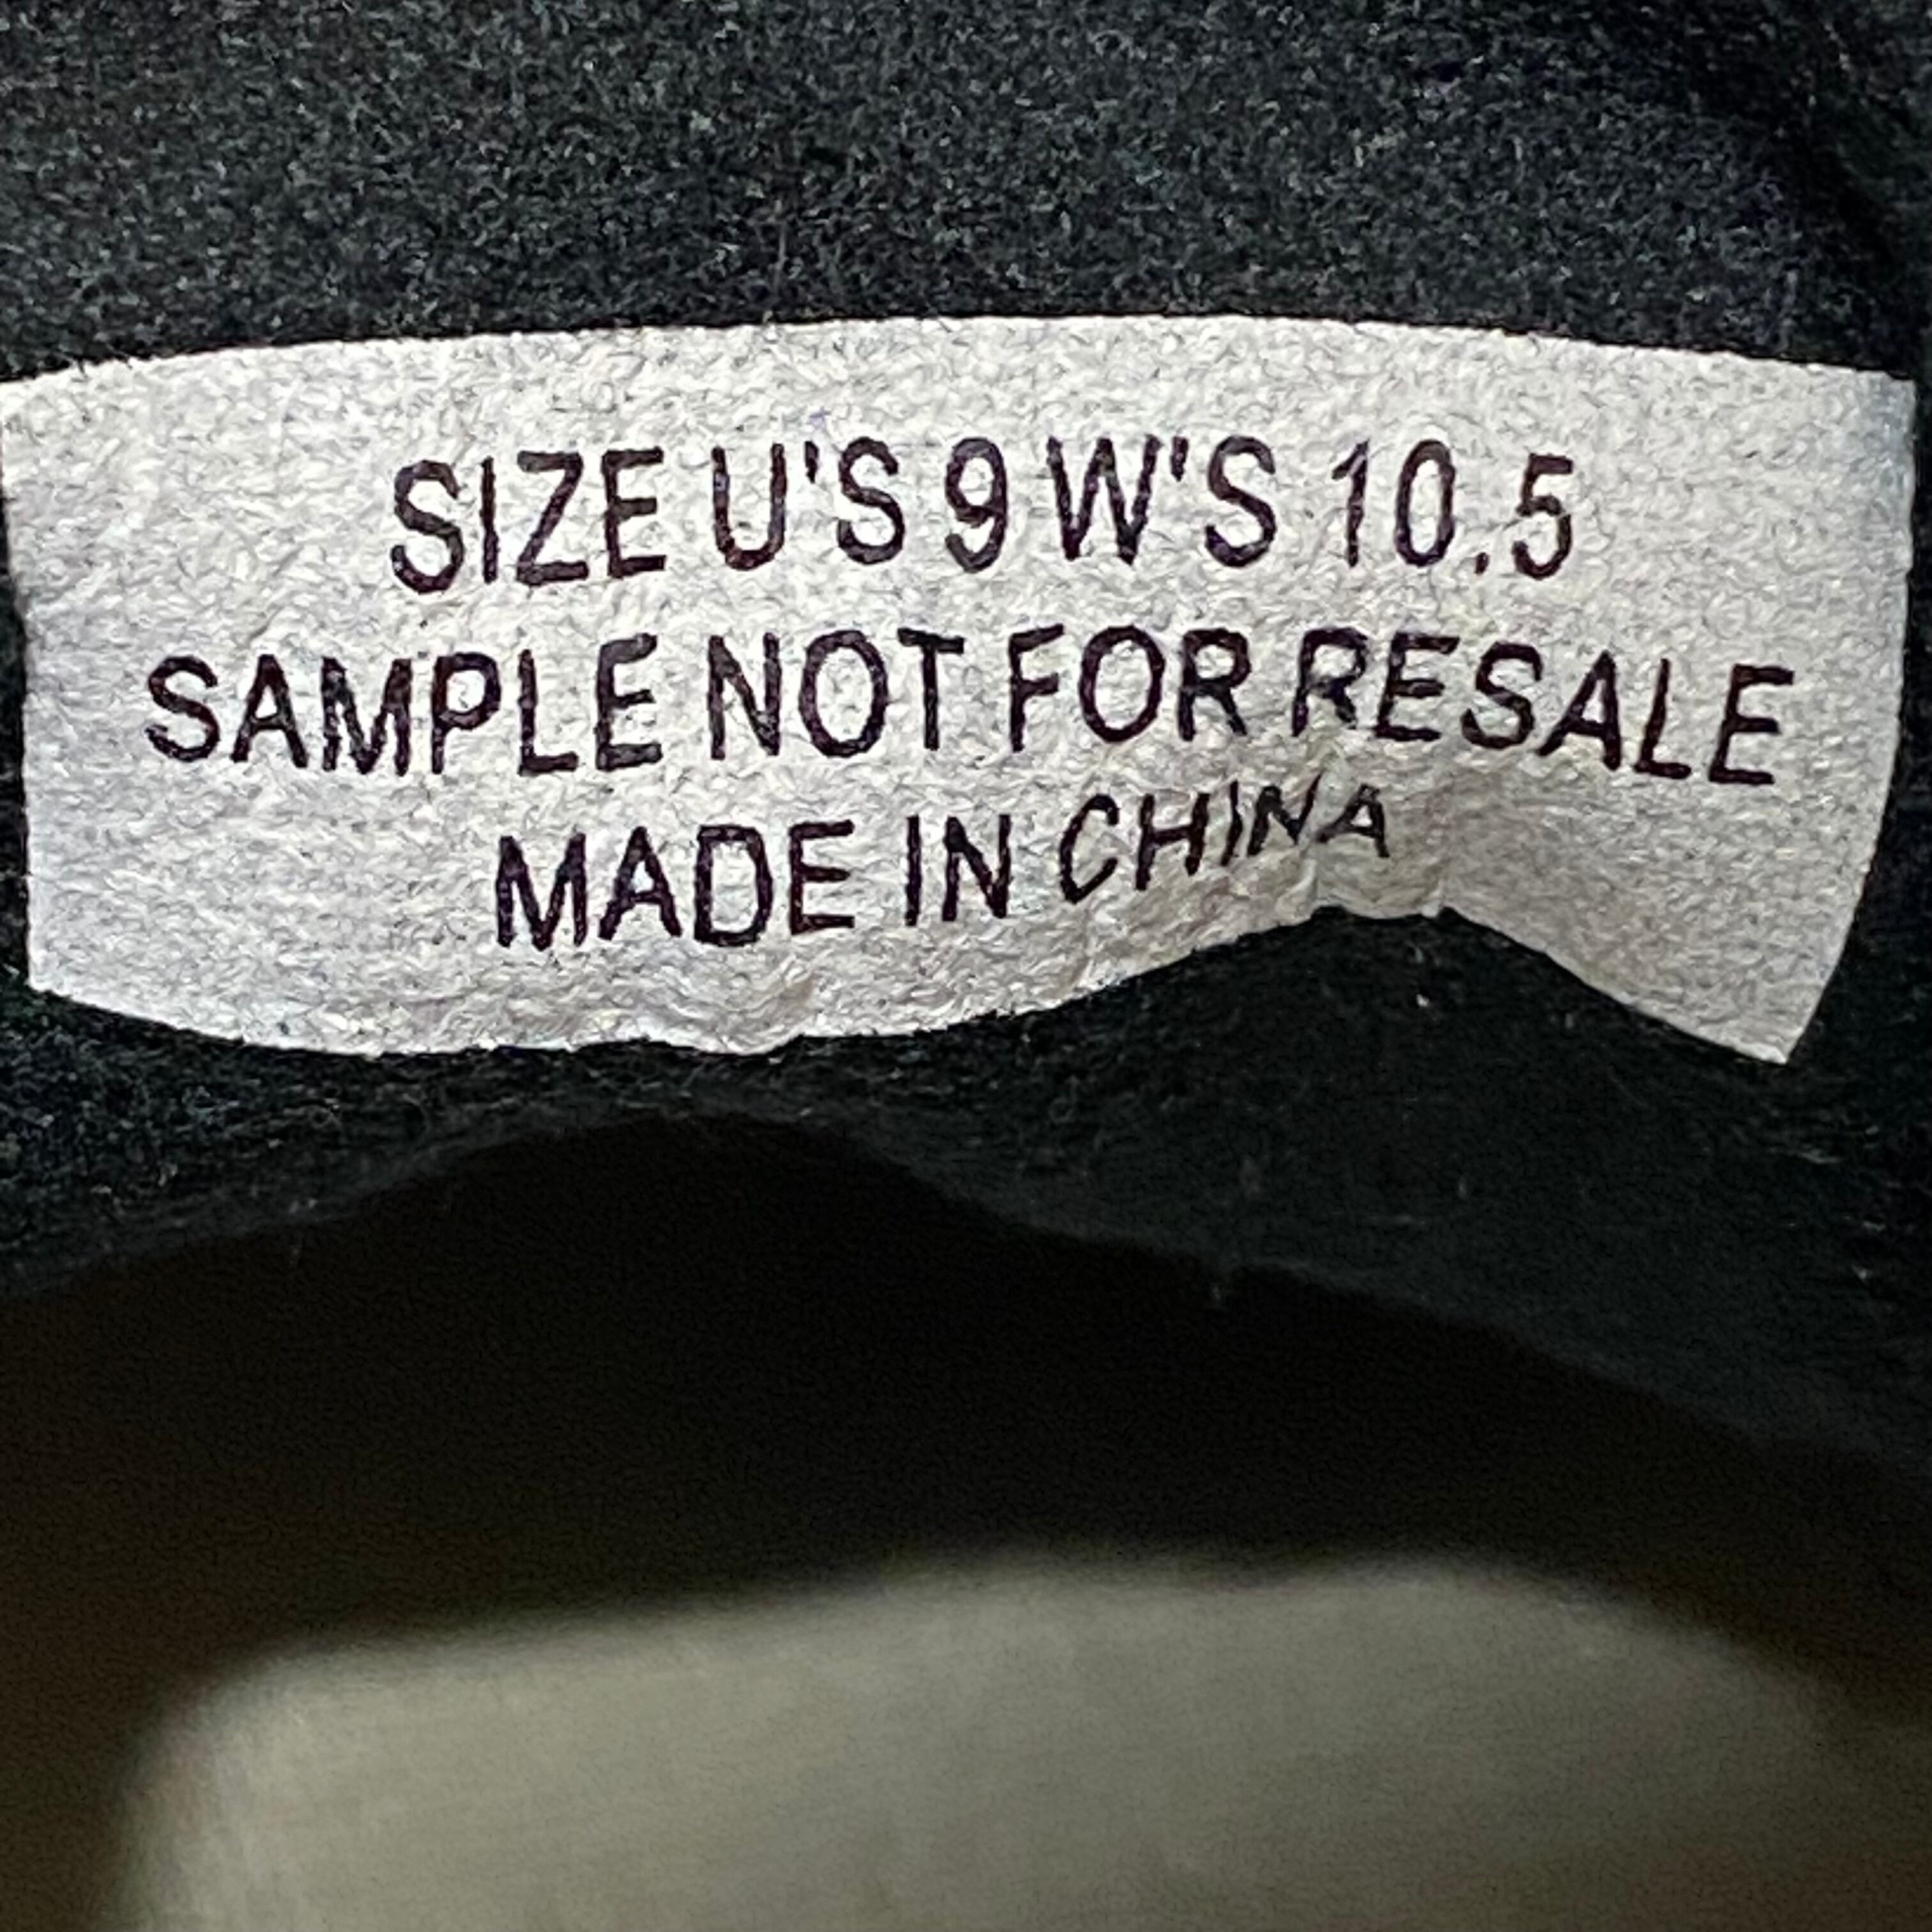 SIZE U'S 9 W'S 10.5
SAMPLE NOT FOR RESALE
MADE IN CHINA